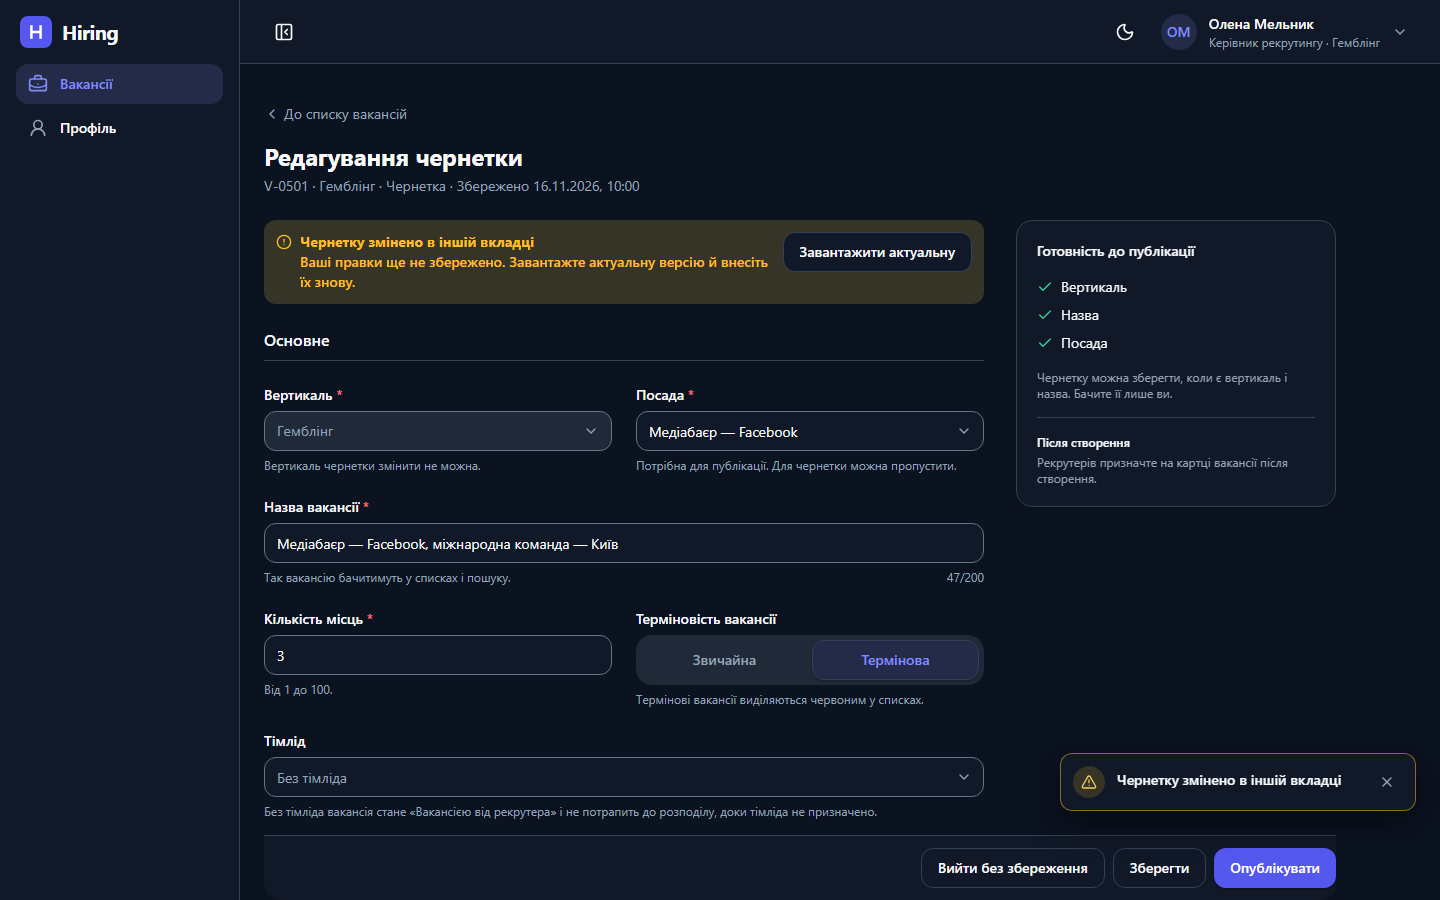 H Hiring
Вакансії
Профіль
ОМ
Олена Мельник
Керівник рекрутингу · Гемблінг
До списку вакансій
Редагування чернетки
V-0501 · Гемблінг · Чернетка · Збережено 16.11.2026, 10:00
Чернетку змінено в іншій вкладці
Ваші правки ще не збережено. Завантажте актуальну версію й внесіть
їх знову.
Завантажити актуальну
Готовність до публікації
Вертикаль
Назва
Посада
Чернетку можна зберегти, коли є вертикаль і
назва. Бачите її лише ви.
Після створення
Рекрутерів призначте на картці вакансії після
створення.
Основне
Вертикаль *
Гемблінг
Вертикаль чернетки змінити не можна.
Посада *
Медіабаєр — Facebook
Потрібна для публікації. Для чернетки можна пропустити.
Назва вакансії *
Медіабаєр — Facebook, міжнародна команда — Київ
Так вакансію бачитимуть у списках і пошуку.
47/200
Кількість місць *
3
Від 1 до 100.
Терміновість вакансії
Звичайна
Термінова
Термінові вакансії виділяються червоним у списках.
Тімлід
Без тімліда
Без тімліда вакансія стане «Вакансією від рекрутера» і не потрапить до розподілу, доки тімліда не призначено.
Чернетку змінено в іншій вкладці
Вийти без збереження
Зберегти
Опублікувати